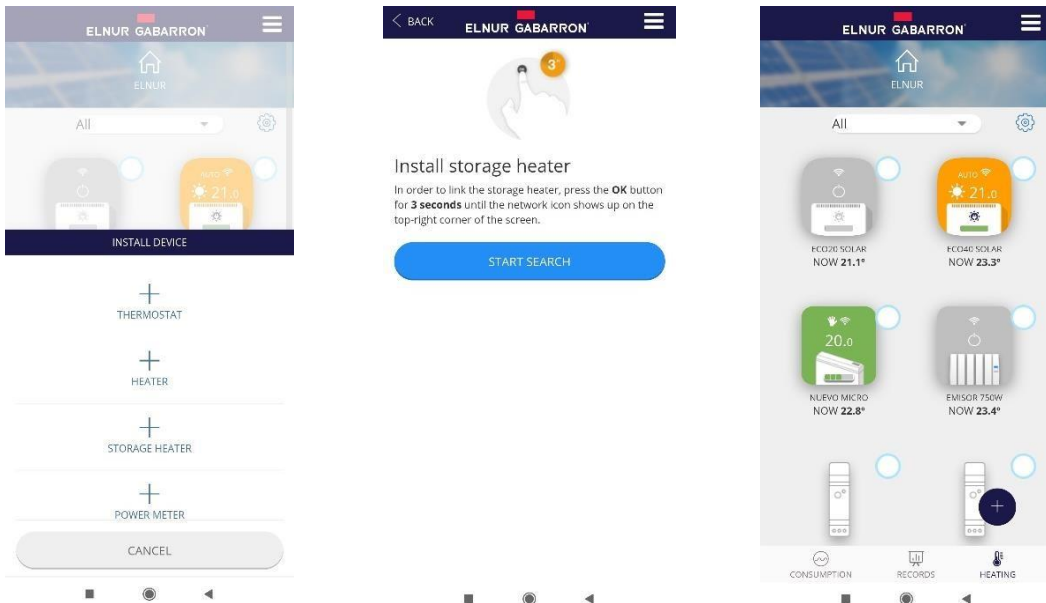 ELNUR GABARRON
ELNUR
All
AUTO
21.0
INSTALL DEVICE
THERMOSTAT
HEATER
STORAGE HEATER
POWER METER
CANCEL
BACK
ELNUR GABARRON
3"
Install storage heater
In order to link the storage heater, press the OK button
for 3 seconds until the network icon shows up on the
top-right corner of the screen.
START SEARCH
ELNUR GABARRON
ELNUR
All
AUTO
21.0
ECO20 SOLAR
NOW 21.1°
ECO40 SOLAR
NOW 23.3°
20.0
NUEVO MICRO
NOW 22.8°
EMISOR 750W
NOW 23.4°
CONSUMPTION
RECORDS
HEATING